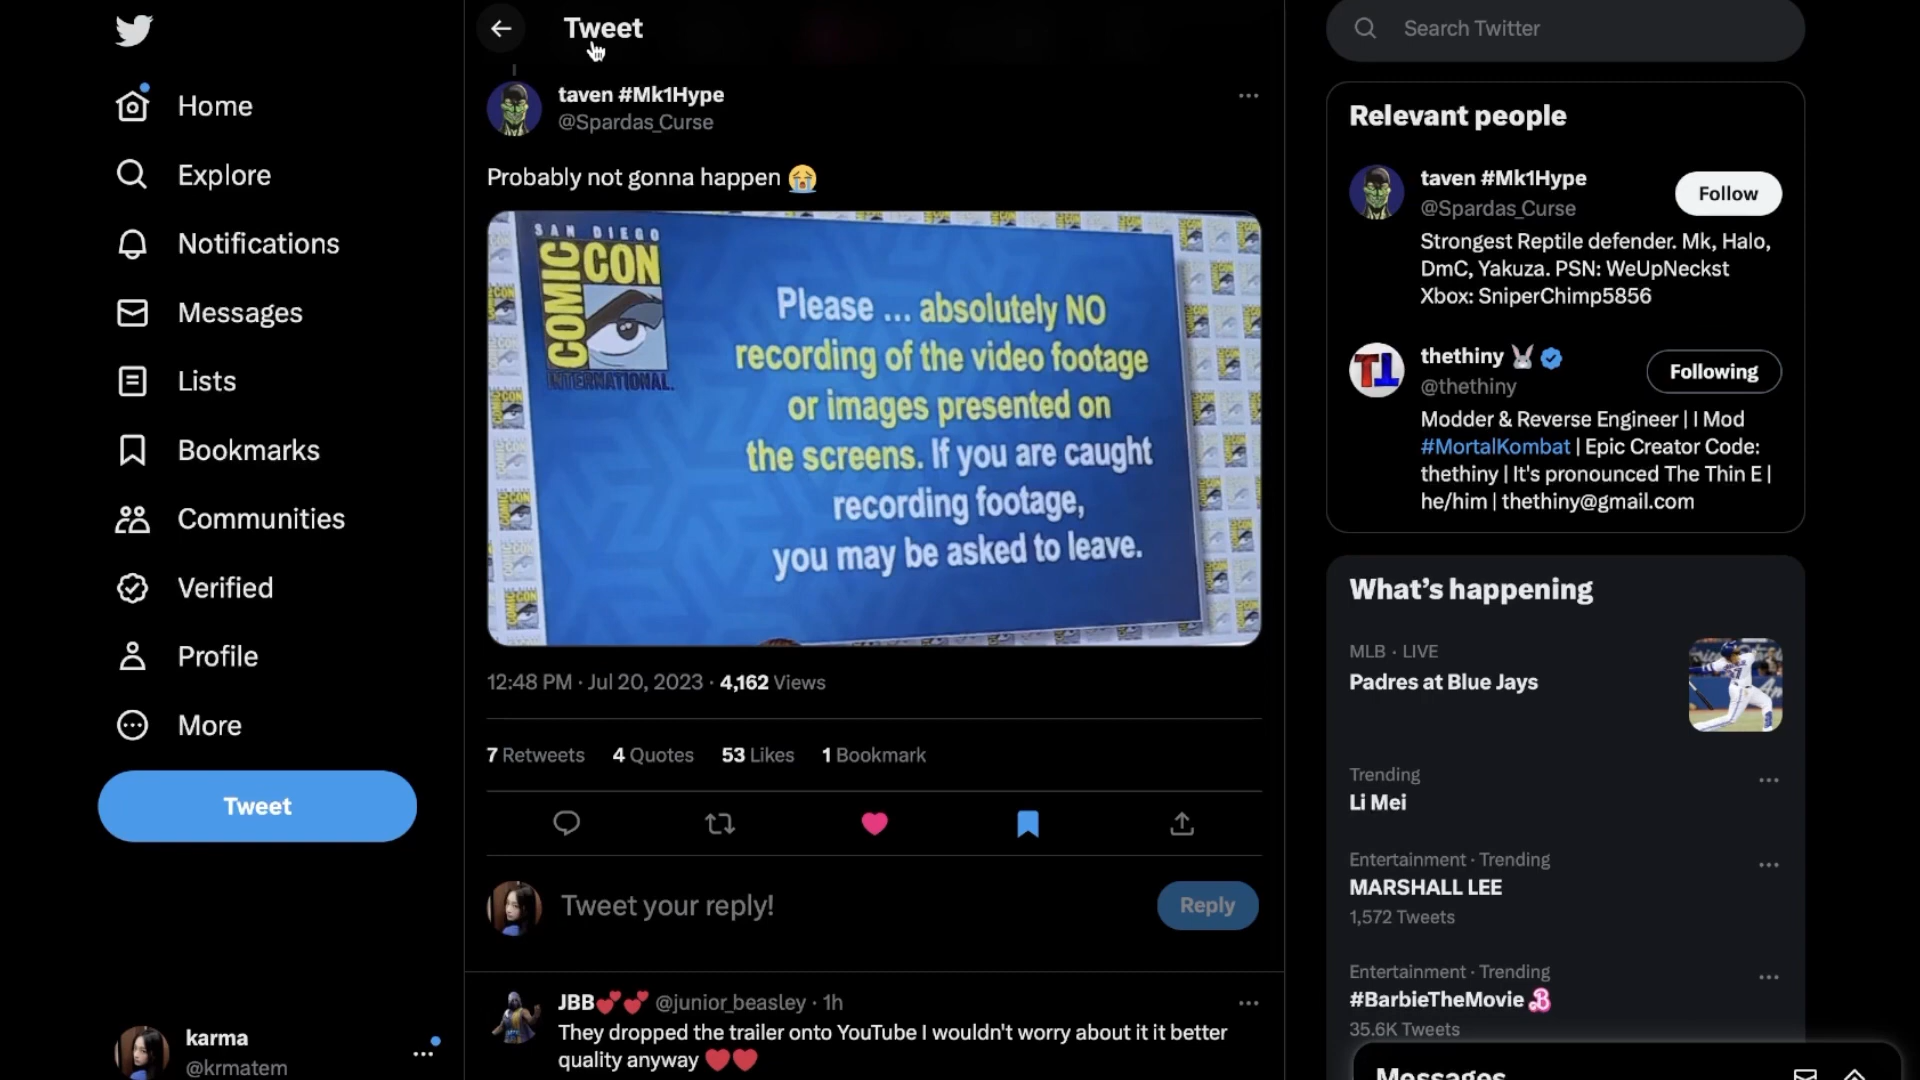 Tweet
Search Twitter
Home
Explore
Notifications
Messages
Lists
Bookmarks
Communities
Verified
Profile
More
Tweet
karma
@krmatem
taven #Mk1Hype
@Spardas_Curse
Probably not gonna happen 😭
SAN DIEGO
COMIC CON
INTERNATIONAL.
Please ... absolutely NO
recording of the video footage
or images presented on
the screens. If you are caught
recording footage,
you may be asked to leave.
12:48 PM · Jul 20, 2023 · 4,162 Views
7 Retweets 4 Quotes 53 Likes 1 Bookmark
Tweet your reply!
Reply
JBB💕💕 @junior_beasley · 1h
They dropped the trailer onto YouTube I wouldn't worry about it it better
quality anyway ❤️❤️
Relevant people
taven #Mk1Hype
@Spardas_Curse
Follow
Strongest Reptile defender. Mk, Halo,
DmC, Yakuza. PSN: WeUpNeckst
Xbox: SniperChimp5856
thethiny 🐰
@thethiny
Following
Modder & Reverse Engineer | I Mod
#MortalKombat | Epic Creator Code:
thethiny | It's pronounced The Thin E |
he/him | thethiny@gmail.com
What's happening
MLB · LIVE
Padres at Blue Jays
Trending
Li Mei
Entertainment · Trending
MARSHALL LEE
1,572 Tweets
Entertainment · Trending
#BarbieTheMovie
35.6K Tweets
Messages